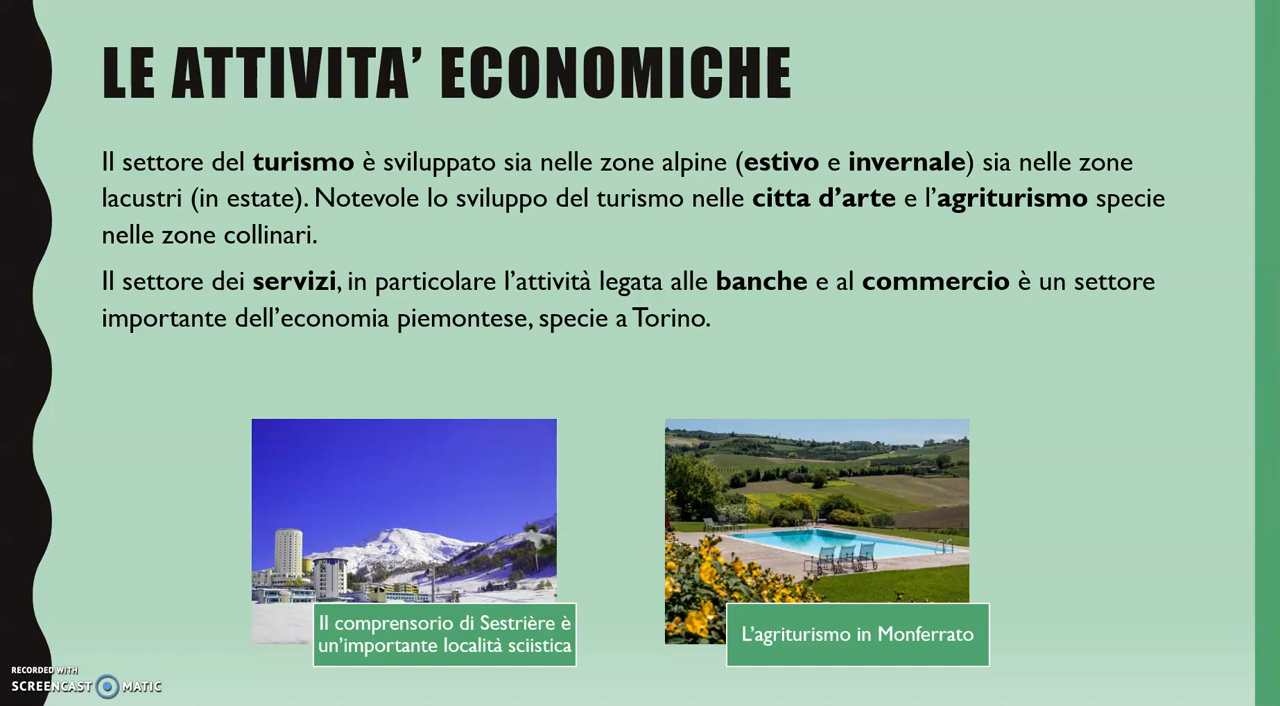 LE ATTIVITA’ ECONOMICHE
Il settore del turismo è sviluppato sia nelle zone alpine (estivo e invernale) sia nelle zone
lacustri (in estate). Notevole lo sviluppo del turismo nelle citta d’arte e l’agriturismo specie
nelle zone collinari.
Il settore dei servizi, in particolare l’attività legata alle banche e al commercio è un settore
importante dell’economia piemontese, specie a Torino.
Il comprensorio di Sestrière è
un’importante località sciistica
L’agriturismo in Monferrato
RECORDED WITH
SCREENCAST MATIC